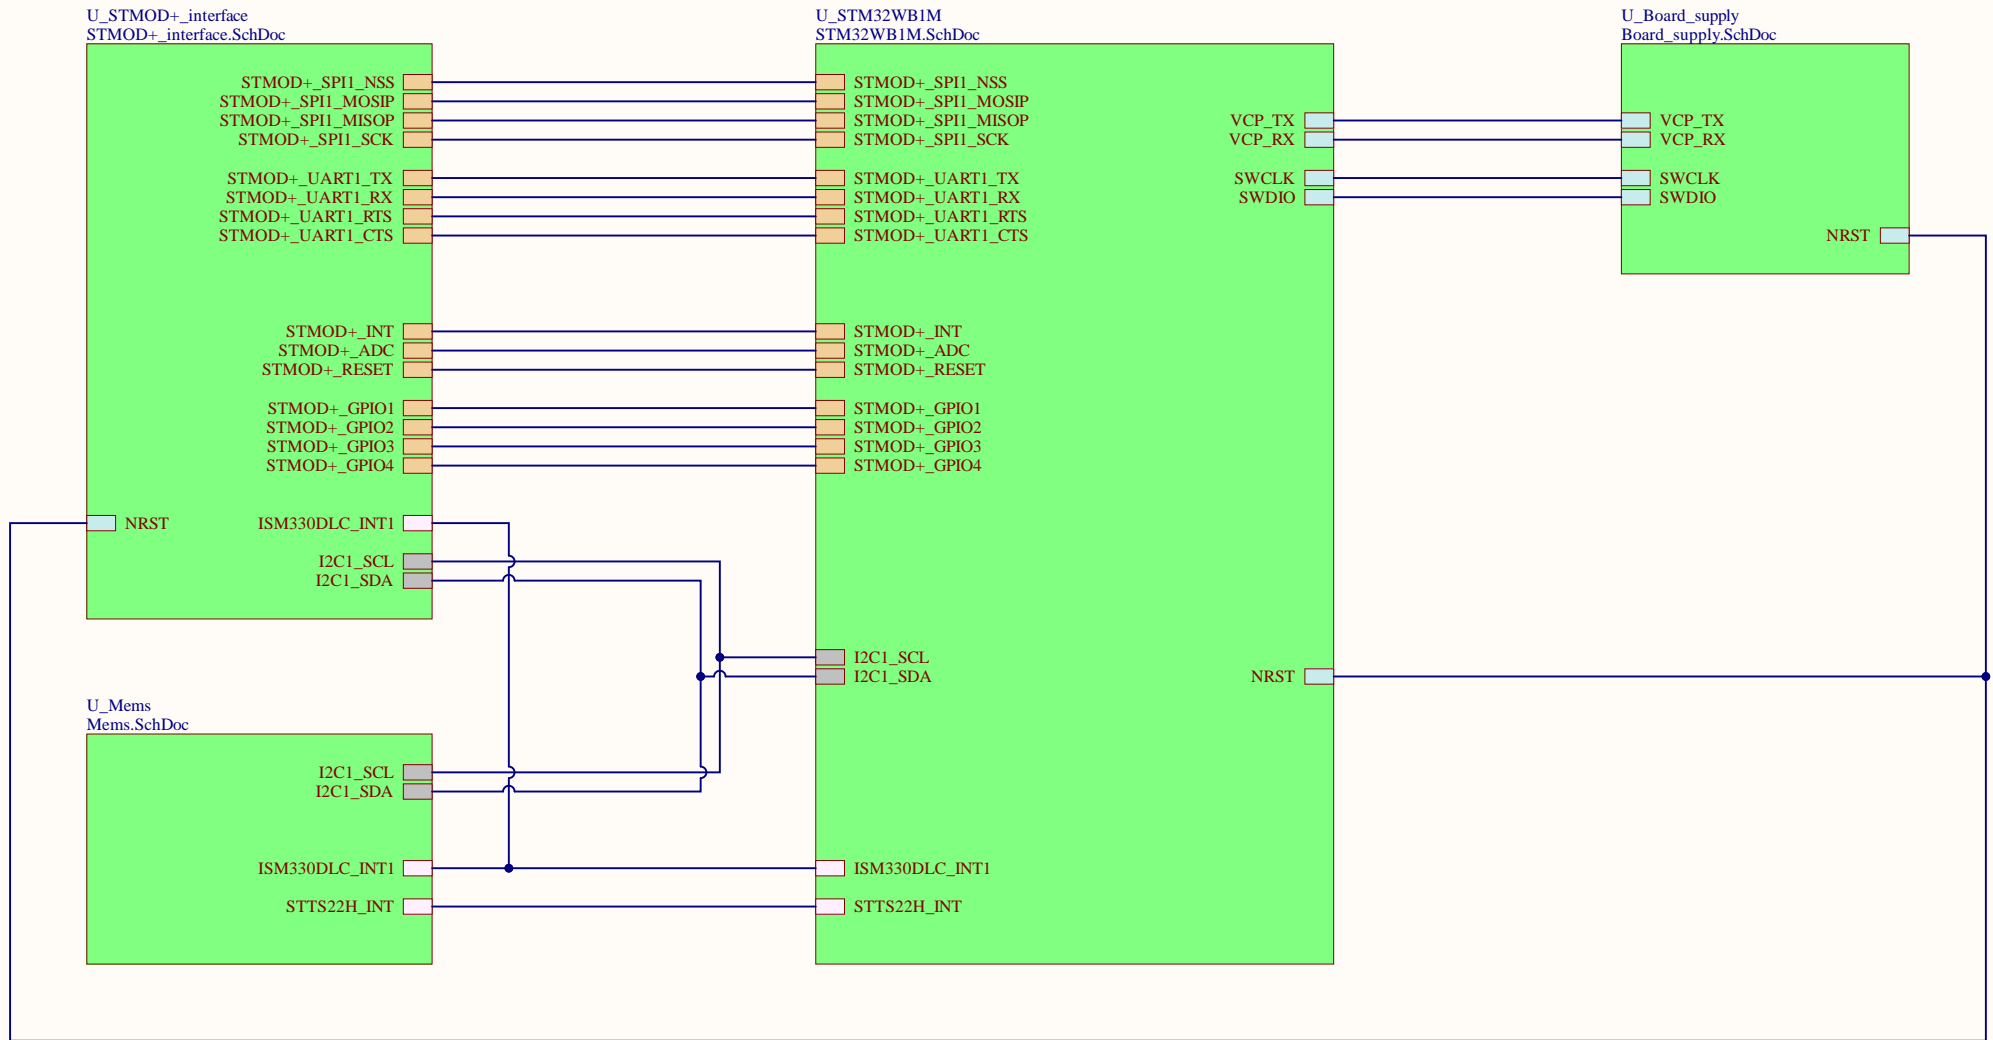 U_STMOD+_interface
STMOD+_interface.SchDoc
STMOD+_SPI1_NSS
STMOD+_SPI1_MOSIP
STMOD+_SPI1_MISOP
STMOD+_SPI1_SCK
STMOD+_UART1_TX
STMOD+_UART1_RX
STMOD+_UART1_RTS
STMOD+_UART1_CTS
STMOD+_INT
STMOD+_ADC
STMOD+_RESET
STMOD+_GPIO1
STMOD+_GPIO2
STMOD+_GPIO3
STMOD+_GPIO4
NRST
ISM330DLC_INT1
I2C1_SCL
I2C1_SDA
U_Mems
Mems.SchDoc
I2C1_SCL
I2C1_SDA
ISM330DLC_INT1
STTS22H_INT
U_STM32WB1M
STM32WB1M.SchDoc
STMOD+_SPI1_NSS
STMOD+_SPI1_MOSIP
STMOD+_SPI1_MISOP
STMOD+_SPI1_SCK
STMOD+_UART1_TX
STMOD+_UART1_RX
STMOD+_UART1_RTS
STMOD+_UART1_CTS
STMOD+_INT
STMOD+_ADC
STMOD+_RESET
STMOD+_GPIO1
STMOD+_GPIO2
STMOD+_GPIO3
STMOD+_GPIO4
I2C1_SCL
I2C1_SDA
ISM330DLC_INT1
STTS22H_INT
VCP_TX
VCP_RX
SWCLK
SWDIO
NRST
U_Board_supply
Board_supply.SchDoc
VCP_TX
VCP_RX
SWCLK
SWDIO
NRST